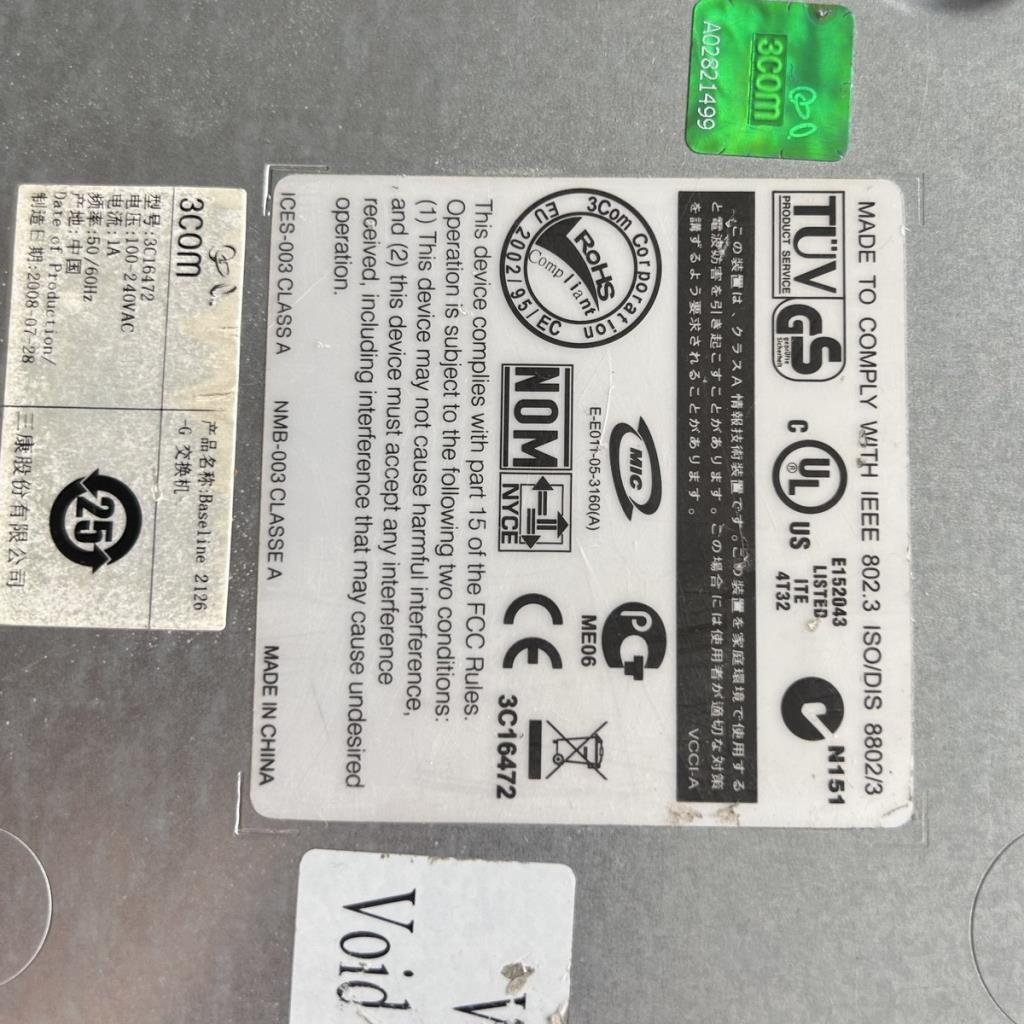 3COM
A02821499
MADE TO COMPLY WITH IEEE 802.3 ISO/DIS 8802/3
TÜV
PRODUCT SERVICE
GS
geprüfte
Sicherheit
C UL ® US
E152043
LISTED
ITE
4T32
N151
この装置は、クラスA情報技術装置です。この装置を家庭環境で使用する
と電波妨害を引き起こすことがあります。この場合には使用者が適切な対策
を講ずるよう要求されることがあります。 VCCI-A
3Com Corporation
RoHS
Compliant
EU 2002/95/EC
MIC
E-E011-05-3160(A)
PCT
ME06
NOM
NYCE
CE
3C16472
This device complies with part 15 of the FCC Rules.
Operation is subject to the following two conditions:
(1) This device may not cause harmful interference,
and (2) this device must accept any interference
received, including interference that may cause undesired
operation.
ICES-003 CLASS A NMB-003 CLASSE A MADE IN CHINA
3COM
产品名称:Baseline 2126
-G 交换机
型号:3C16472
电压:100-240VAC
电流:1A
频率:50/60Hz
产地:中国
Date of Production/
制造日期:2008-07-28
25
三康股份有限公司
Void